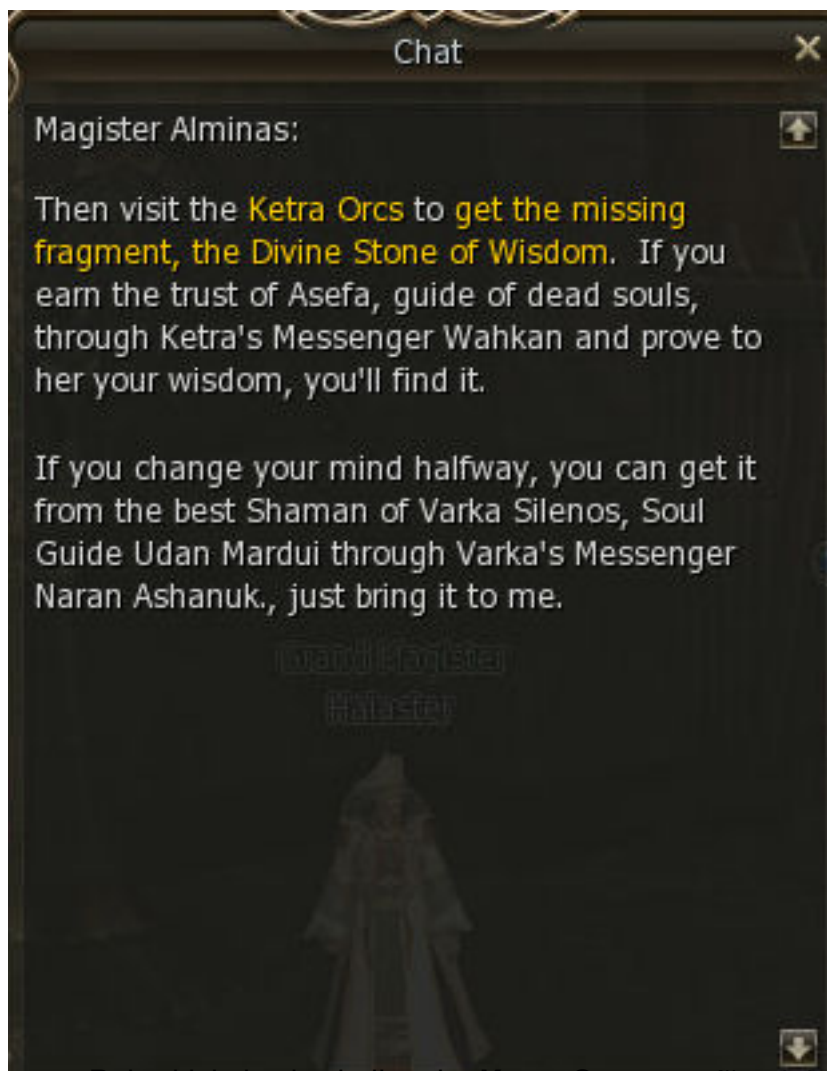 Chat
Magister Alminas:
Then visit the Ketra Orcs to get the missing
fragment, the Divine Stone of Wisdom.  If you
earn the trust of Asefa, guide of dead souls,
through Ketra's Messenger Wahkan and prove to
her your wisdom, you'll find it.
If you change your mind halfway, you can get it
from the best Shaman of Varka Silenos, Soul
Guide Udan Mardui through Varka's Messenger
Naran Ashanuk., just bring it to me.
Grand Magister
Halaster